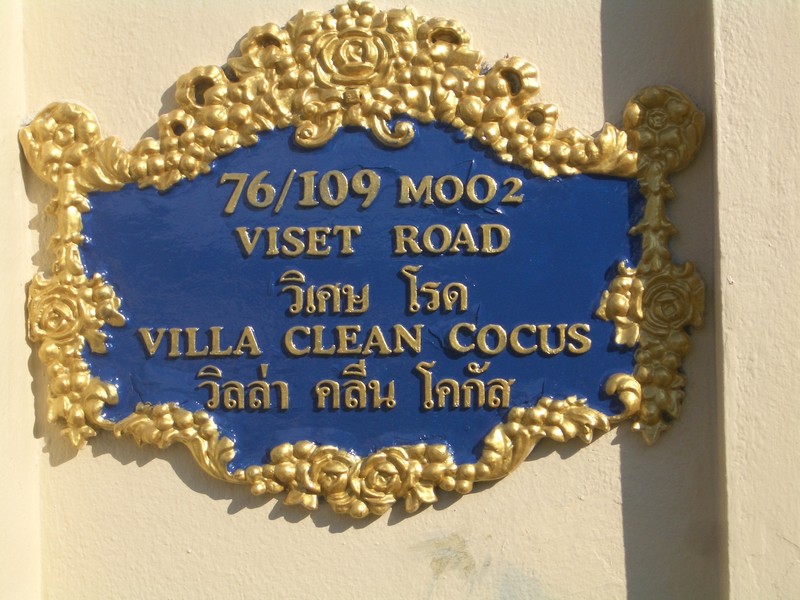 76/109 MOO2
VISET ROAD
วิเศษ โรด
VILLA CLEAN COCUS
วิลล่า คลีน โคกัส